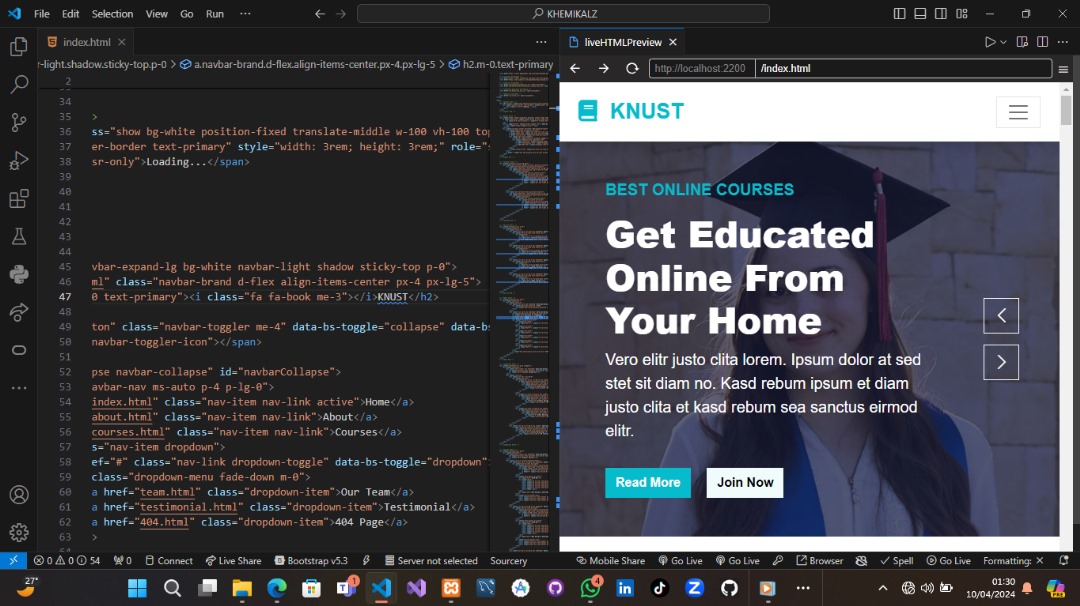 File Edit Selection View Go Run ··· KHEMIKALZ
index.html
r-light.shadow.sticky-top.p-0 > a.navbar-brand.d-flex.align-items-center.px-4.px-lg-5 > h2.m-0.text-primary
2
34
35 >
36 ss="show bg-white position-fixed translate-middle w-100 vh-100 top
37 er-border text-primary" style="width: 3rem; height: 3rem;" role="s
38 sr-only">Loading...</span>
39
40
41
42
43
44
45 vbar-expand-lg bg-white navbar-light shadow sticky-top p-0">
46 ml" class="navbar-brand d-flex align-items-center px-4 px-lg-5">
47 0 text-primary"><i class="fa fa-book me-3"></i>KNUST</h2>
48
49 ton" class="navbar-toggler me-4" data-bs-toggle="collapse" data-bs
50 navbar-toggler-icon"></span>
51
52 pse navbar-collapse" id="navbarCollapse">
53 avbar-nav ms-auto p-4 p-lg-0">
54 index.html" class="nav-item nav-link active">Home</a>
55 about.html" class="nav-item nav-link">About</a>
56 courses.html" class="nav-item nav-link">Courses</a>
57 s="nav-item dropdown">
58 ef="#" class="nav-link dropdown-toggle" data-bs-toggle="dropdown"
59 class="dropdown-menu fade-down m-0">
60 a href="team.html" class="dropdown-item">Our Team</a>
61 a href="testimonial.html" class="dropdown-item">Testimonial</a>
62 a href="404.html" class="dropdown-item">404 Page</a>
63 >
64
liveHTMLPreview
http://localhost:2200 /index.html
KNUST
BEST ONLINE COURSES
Get Educated
Online From
Your Home
Vero elitr justo clita lorem. Ipsum dolor at sed
stet sit diam no. Kasd rebum ipsum et diam
justo clita et kasd rebum sea sanctus eirmod
elitr.
Read More Join Now
0 0 54 0 Connect Live Share Bootstrap v5.3 Server not selected Sourcery Mobile Share Go Live Go Live Browser Spell Go Live Formatting: ✕
27° 1 4 01:30
10/04/2024